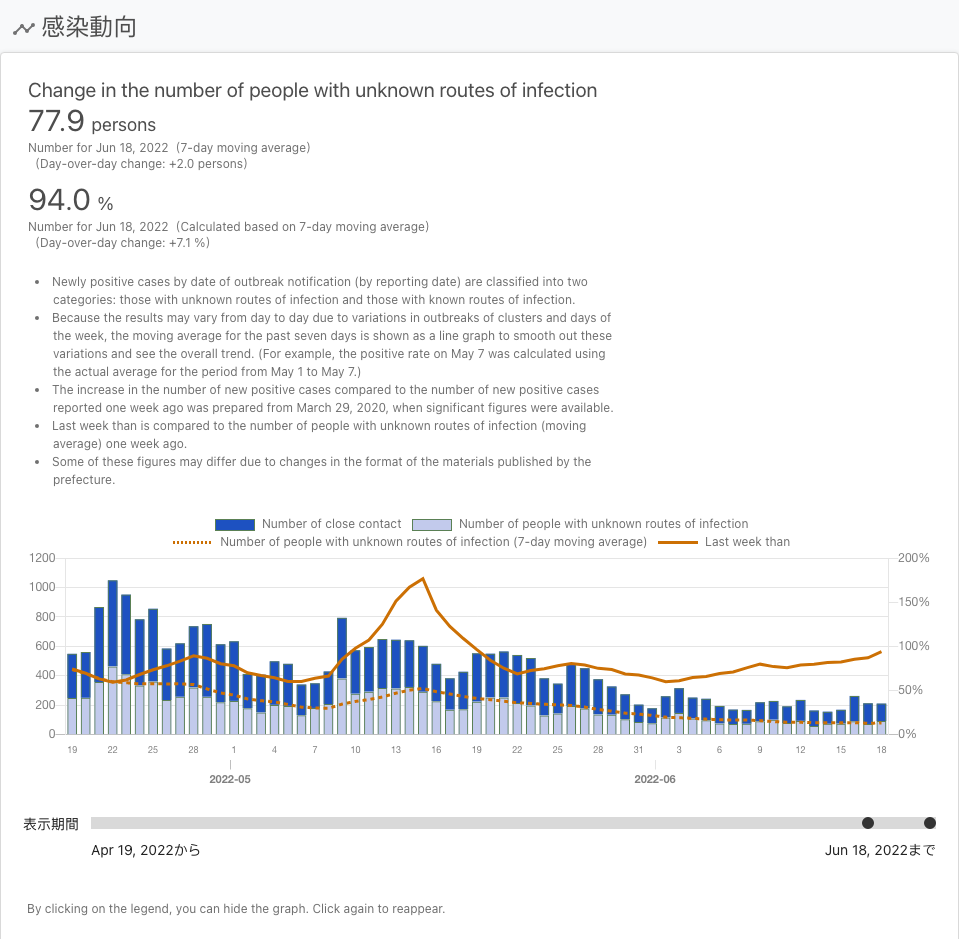 感染動向
Change in the number of people with unknown routes of infection
77.9 persons
Number for Jun 18, 2022 (7-day moving average)
(Day-over-day change: +2.0 persons)
94.0 %
Number for Jun 18, 2022 (Calculated based on 7-day moving average)
(Day-over-day change: +7.1 %)
• Newly positive cases by date of outbreak notification (by reporting date) are classified into two
categories: those with unknown routes of infection and those with known routes of infection.
• Because the results may vary from day to day due to variations in outbreaks of clusters and days of
the week, the moving average for the past seven days is shown as a line graph to smooth out these
variations and see the overall trend. (For example, the positive rate on May 7 was calculated using
the actual average for the period from May 1 to May 7.)
• The increase in the number of new positive cases compared to the number of new positive cases
reported one week ago was prepared from March 29, 2020, when significant figures were available.
• Last week than is compared to the number of people with unknown routes of infection (moving
average) one week ago.
• Some of these figures may differ due to changes in the format of the materials published by the
prefecture.
Number of close contact Number of people with unknown routes of infection
Number of people with unknown routes of infection (7-day moving average) Last week than
1200 200%
1000
150%
800
600 100%
400
50%
200
0 0%
19 22 25 28 1 4 7 10 13 16 19 22 25 28 31 3 6 9 12 15 18
2022-05 2022-06
表示期間
Apr 19, 2022から Jun 18, 2022まで
By clicking on the legend, you can hide the graph. Click again to reappear.